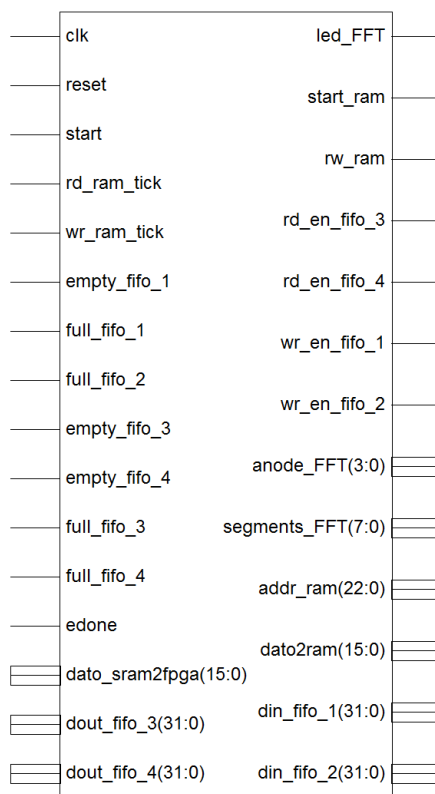 clk
reset
start
rd_ram_tick
wr_ram_tick
empty_fifo_1
full_fifo_1
full_fifo_2
empty_fifo_3
empty_fifo_4
full_fifo_3
full_fifo_4
edone
dato_sram2fpga(15:0)
dout_fifo_3(31:0)
dout_fifo_4(31:0)
led_FFT
start_ram
rw_ram
rd_en_fifo_3
rd_en_fifo_4
wr_en_fifo_1
wr_en_fifo_2
anode_FFT(3:0)
segments_FFT(7:0)
addr_ram(22:0)
dato2ram(15:0)
din_fifo_1(31:0)
din_fifo_2(31:0)